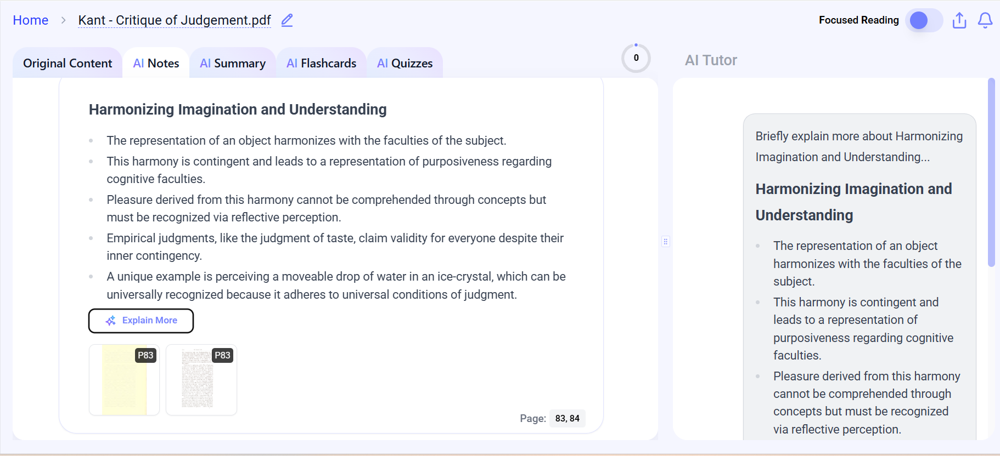 Home > Kant - Critique of Judgement.pdf
Focused Reading
Original Content
AI Notes
AI Summary
AI Flashcards
AI Quizzes
0
AI Tutor
Harmonizing Imagination and Understanding
The representation of an object harmonizes with the faculties of the subject.
This harmony is contingent and leads to a representation of purposiveness regarding
cognitive faculties.
Pleasure derived from this harmony cannot be comprehended through concepts but
must be recognized via reflective perception.
Empirical judgments, like the judgment of taste, claim validity for everyone despite their
inner contingency.
A unique example is perceiving a moveable drop of water in an ice-crystal, which can be
universally recognized because it adheres to universal conditions of judgment.
Explain More
P83
P83
Page: 83, 84
Briefly explain more about Harmonizing
Imagination and Understanding...
Harmonizing Imagination and
Understanding
The representation of an object
harmonizes with the faculties of the
subject.
This harmony is contingent and
leads to a representation of
purposiveness regarding cognitive
faculties.
Pleasure derived from this harmony
cannot be comprehended through
concepts but must be recognized
via reflective perception.